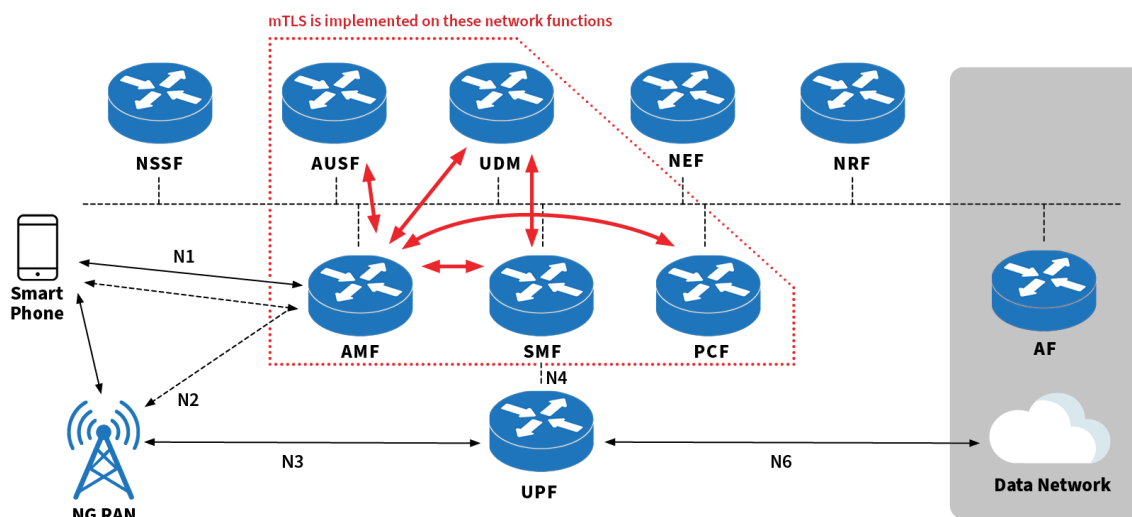 mTLS is implemented on these network functions
NSSF
AUSF
UDM
NEF
NRF
N1
Smart
Phone
AMF
SMF
PCF
AF
N4
N2
N3
UPF
N6
Data Network
NG RAN